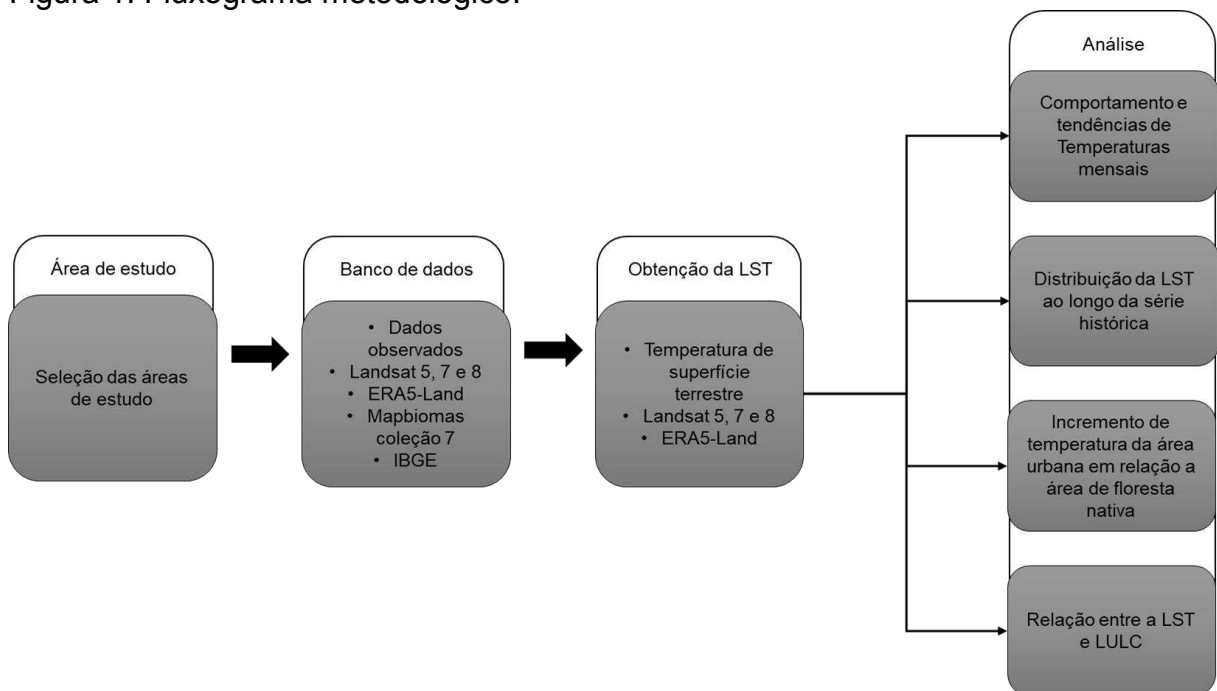 Figura 4. Fluxograma metodológico.
Área de estudo
Seleção das áreas
de estudo
Banco de dados
• Dados
observados
• Landsat 5, 7 e 8
• ERA5-Land
• Mapbiomas
coleção 7
• IBGE
Obtenção da LST
• Temperatura de
superfície
terrestre
• Landsat 5, 7 e 8
• ERA5-Land
Análise
Comportamento e
tendências de
Temperaturas
mensais
Distribuição da LST
ao longo da série
histórica
Incremento de
temperatura da área
urbana em relação a
área de floresta
nativa
Relação entre a LST
e LULC